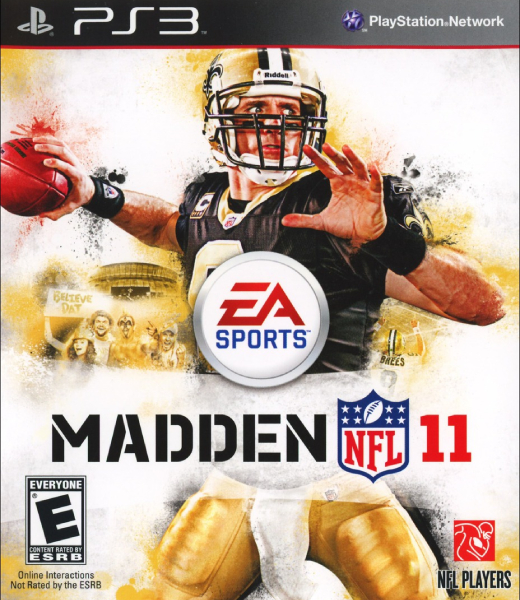 PS3
PlayStation®Network
Riddell
BELIEVE
DAT
EA
SPORTS™
BREES
MADDEN NFL 11
EVERYONE
E
CONTENT RATED BY
ESRB
Online Interactions
Not Rated by the ESRB
NFL PLAYERS